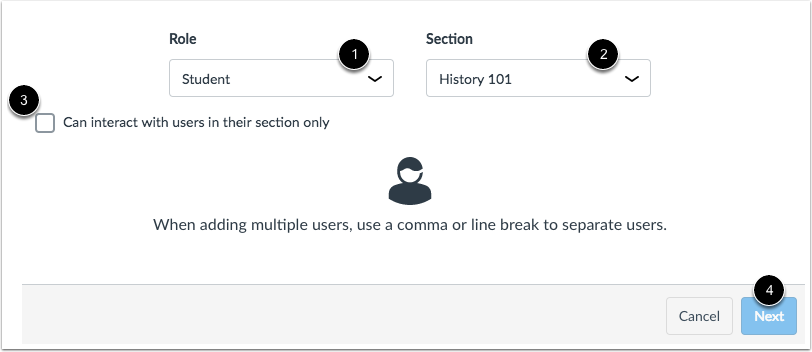 Role Section
1 2
Student History 101
3
Can interact with users in their section only
When adding multiple users, use a comma or line break to separate users.
4
Cancel Next